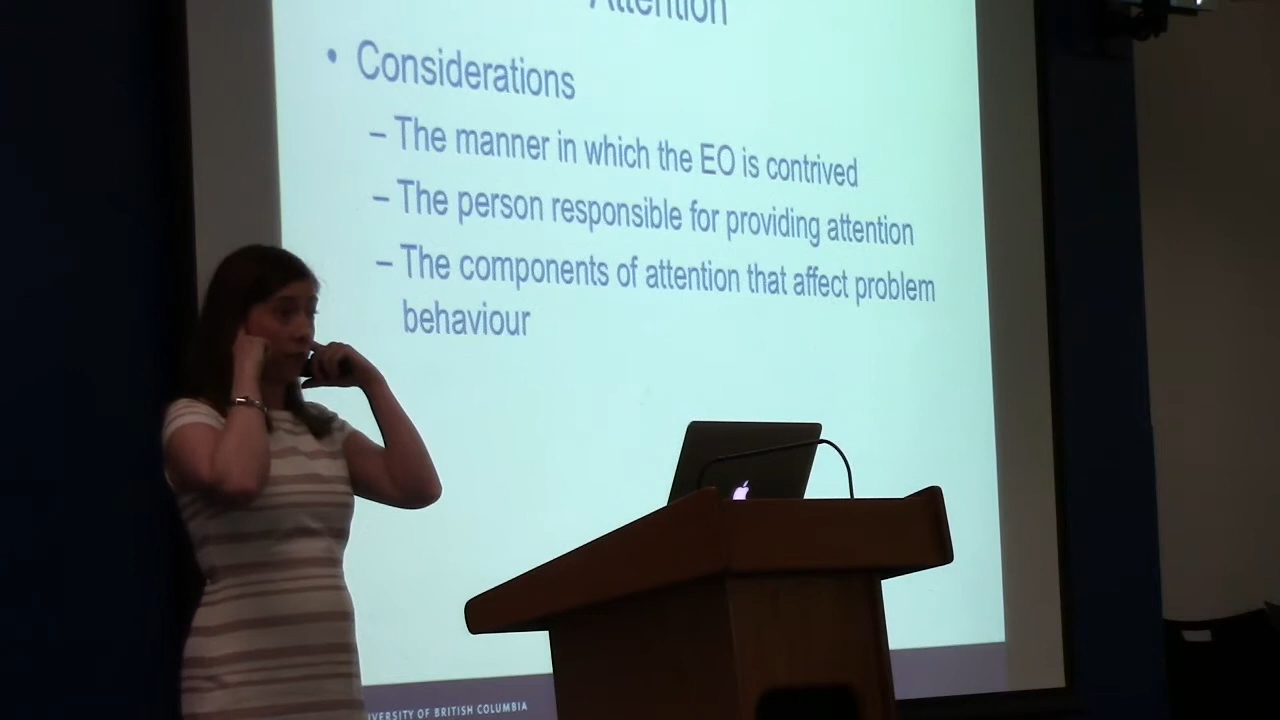 Attention
• Considerations
– The manner in which the EO is contrived
– The person responsible for providing attention
– The components of attention that affect problem
behaviour
IVERSITY OF BRITISH COLUMBIA